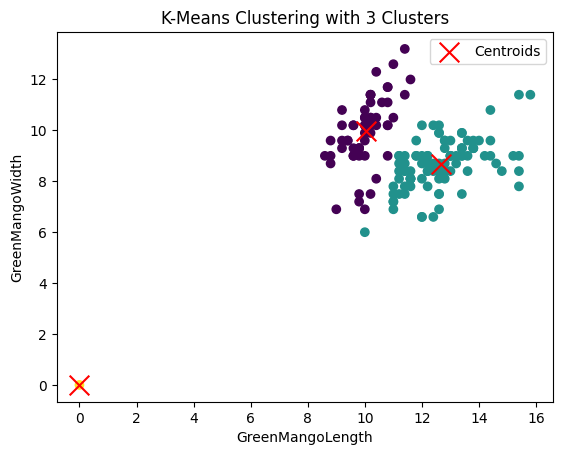 K-Means Clustering with 3 Clusters
Centroids
GreenMangoWidth
12
10
8
6
4
2
0
0 2 4 6 8 10 12 14 16
GreenMangoLength